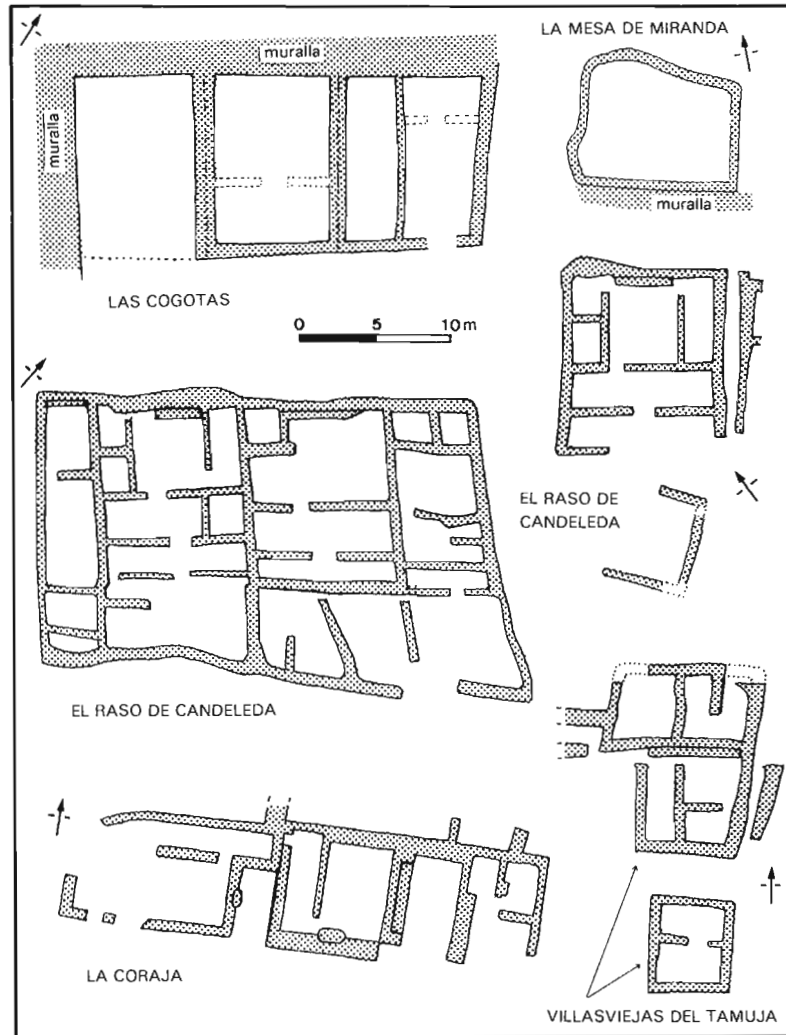 LA MESA DE MIRANDA
muralla
muralla
muralla
LAS COGOTAS
0 5 10 m
EL RASO DE
CANDELEDA
EL RASO DE CANDELEDA
LA CORAJA
VILLASVIEJAS DEL TAMUJA